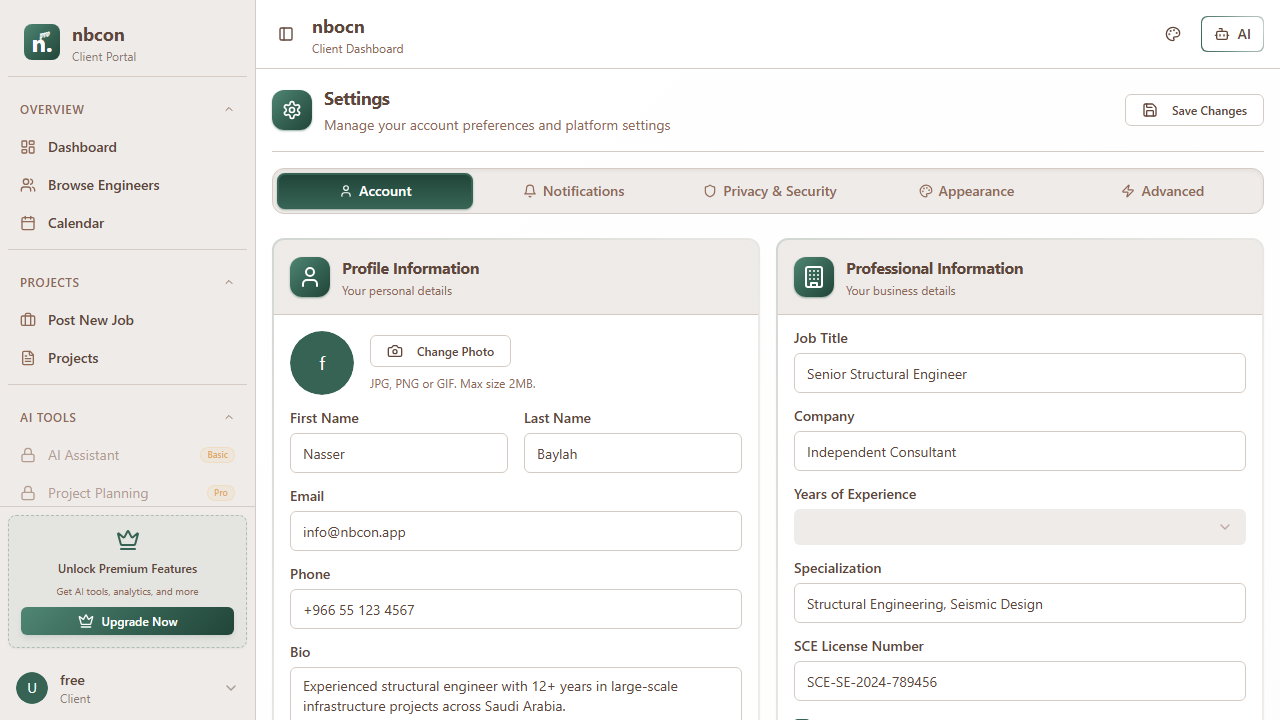 n.
nbcon
Client Portal
OVERVIEW
Dashboard
Browse Engineers
Calendar
PROJECTS
Post New Job
Projects
AI TOOLS
AI Assistant Basic
Project Planning Pro
Unlock Premium Features
Get AI tools, analytics, and more
Upgrade Now
U
free
Client
nbocn
Client Dashboard
AI
Settings
Manage your account preferences and platform settings
Save Changes
Account
Notifications
Privacy & Security
Appearance
Advanced
Profile Information
Your personal details
f
Change Photo
JPG, PNG or GIF. Max size 2MB.
First Name
Last Name
Nasser
Baylah
Email
info@nbcon.app
Phone
+966 55 123 4567
Bio
Experienced structural engineer with 12+ years in large-scale
infrastructure projects across Saudi Arabia.
Professional Information
Your business details
Job Title
Senior Structural Engineer
Company
Independent Consultant
Years of Experience
Specialization
Structural Engineering, Seismic Design
SCE License Number
SCE-SE-2024-789456